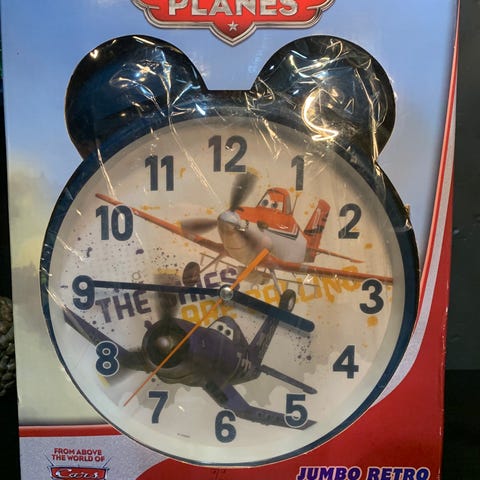 PLANES
12
11
1
10
2
9
3
THE SKIES
ARE CALLING
8
4
7
5
6
FROM ABOVE
THE WORLD OF
Cars
JUMBO RETRO